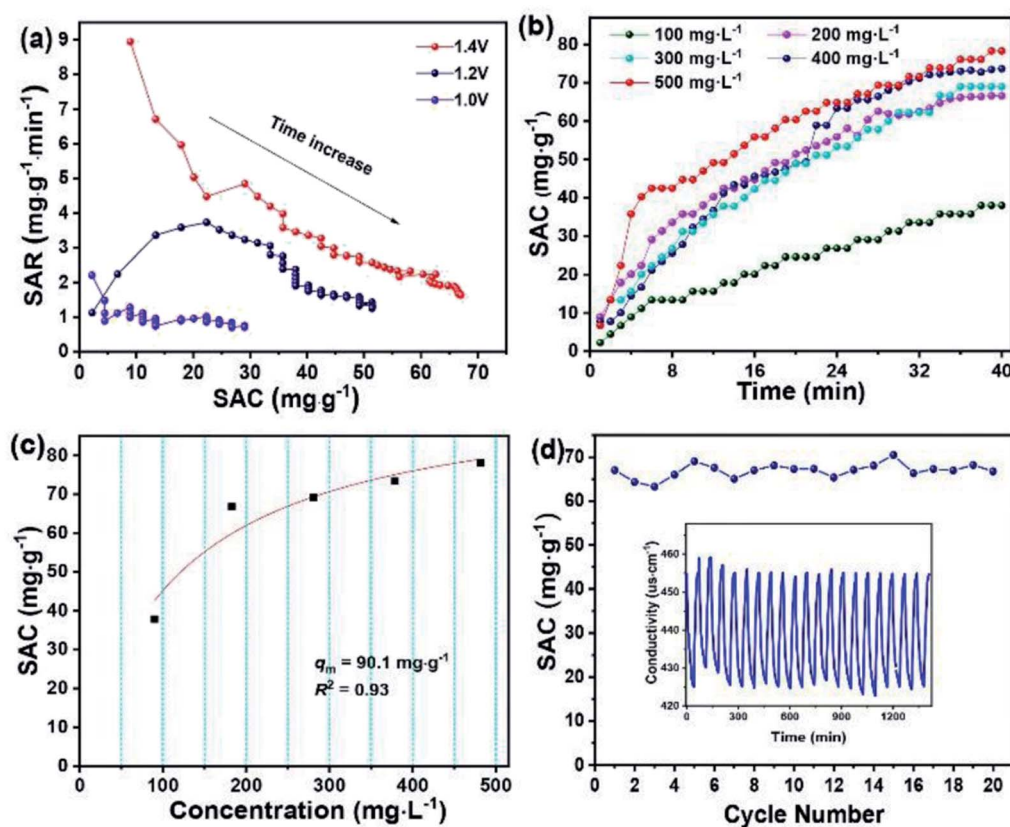 (a)
1.4V
1.2V
1.0V
Time increase
SAR (mg·g⁻¹·min⁻¹)
9
8
7
6
5
4
3
2
1
0
0 10 20 30 40 50 60 70
SAC (mg·g⁻¹)
(b)
100 mg·L⁻¹ 200 mg·L⁻¹
300 mg·L⁻¹ 400 mg·L⁻¹
500 mg·L⁻¹
SAC (mg·g⁻¹)
80
70
60
50
40
30
20
10
0
0 8 16 24 32 40
Time (min)
(c)
SAC (mg·g⁻¹)
80
70
60
50
40
30
20
10
0
qm = 90.1 mg·g⁻¹
R² = 0.93
0 100 200 300 400 500
Concentration (mg·L⁻¹)
(d)
SAC (mg·g⁻¹)
70
60
50
40
30
20
10
0
Conductivity (us·cm⁻¹)
460
450
440
430
420
0 300 600 900 1200
Time (min)
0 2 4 6 8 10 12 14 16 18 20
Cycle Number